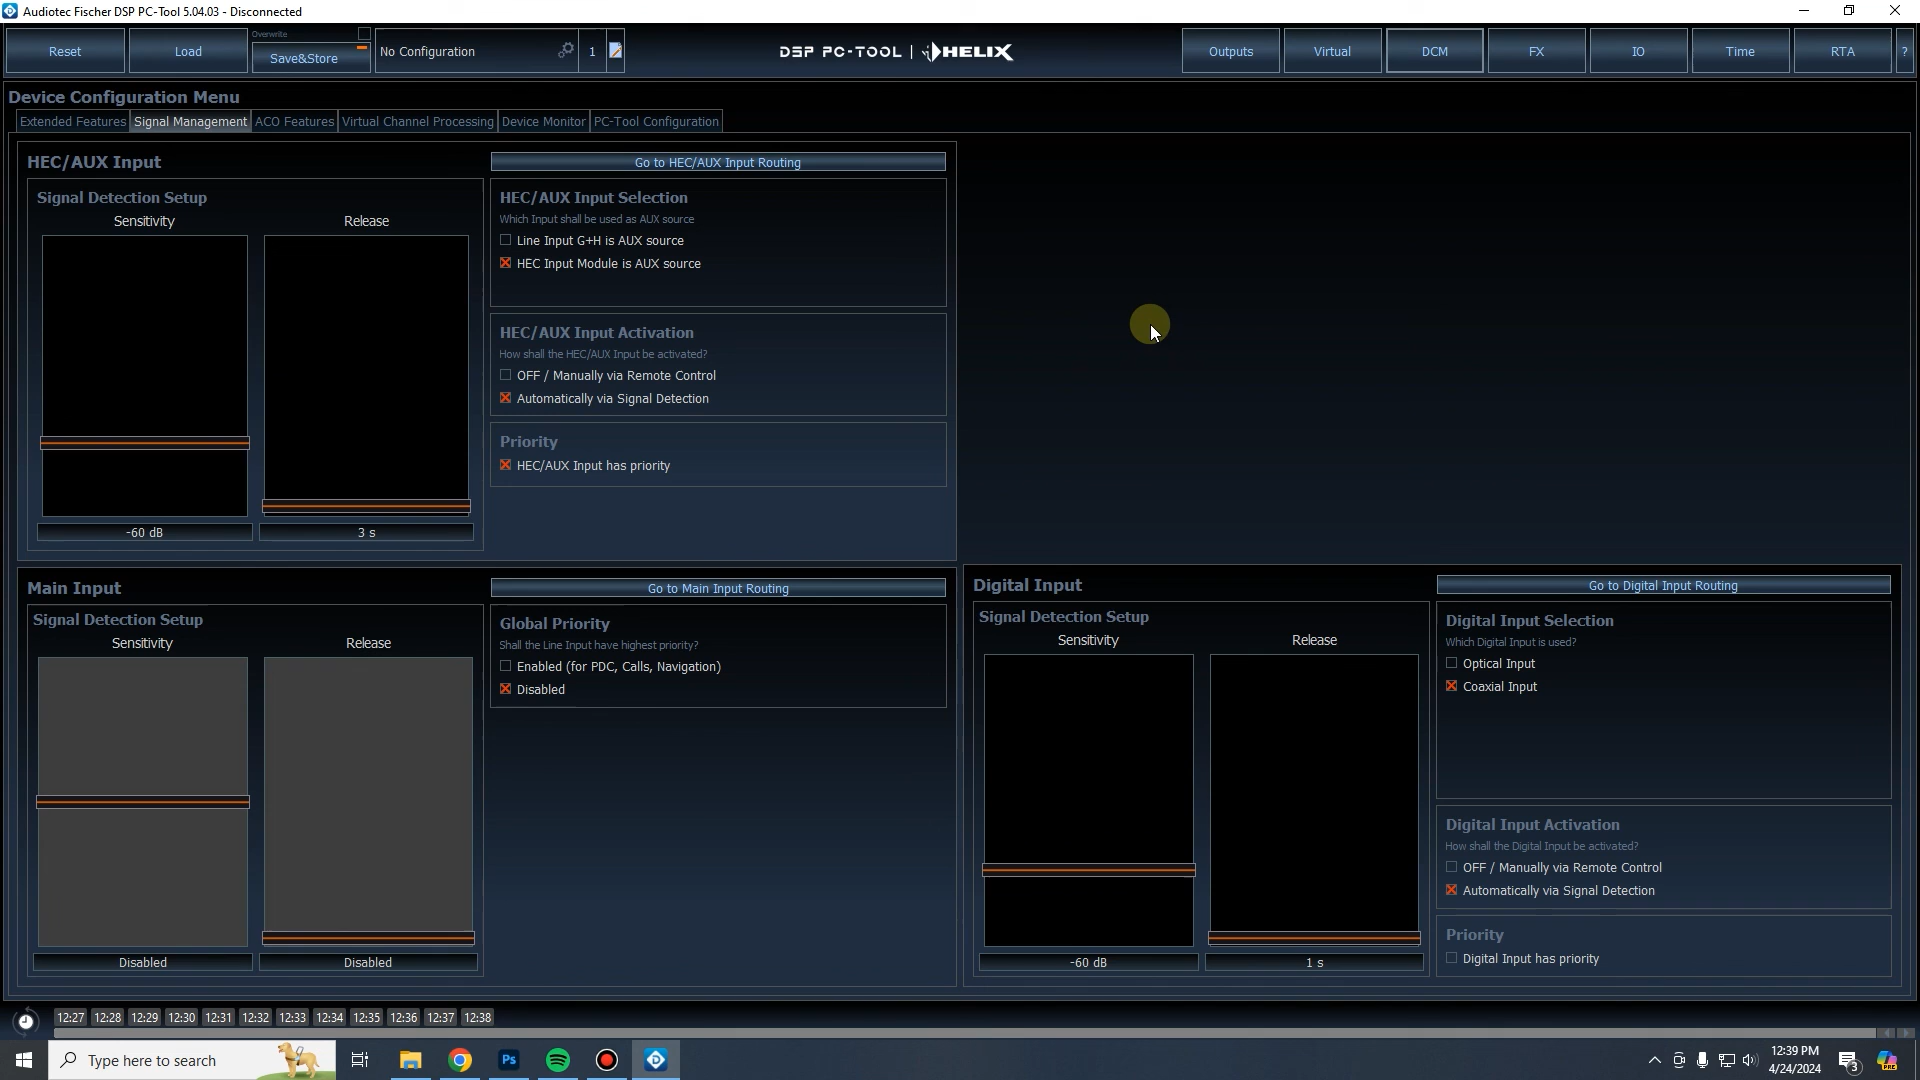 Audiotec Fischer DSP PC-Tool 5.04.03 - Disconnected
Reset
Load
Overwrite
Save&Store
No Configuration
1
DSP PC-TOOL | HELIX
Outputs
Virtual
DCM
FX
IO
Time
RTA
?
Device Configuration Menu
Extended Features
Signal Management
ACO Features
Virtual Channel Processing
Device Monitor
PC-Tool Configuration
HEC/AUX Input
Go to HEC/AUX Input Routing
Signal Detection Setup
Sensitivity
Release
-60 dB
3 s
HEC/AUX Input Selection
Which Input shall be used as AUX source
Line Input G+H is AUX source
HEC Input Module is AUX source
HEC/AUX Input Activation
How shall the HEC/AUX Input be activated?
OFF / Manually via Remote Control
Automatically via Signal Detection
Priority
HEC/AUX Input has priority
Main Input
Go to Main Input Routing
Signal Detection Setup
Sensitivity
Release
Disabled
Disabled
Global Priority
Shall the Line Input have highest priority?
Enabled (for PDC, Calls, Navigation)
Disabled
Digital Input
Go to Digital Input Routing
Signal Detection Setup
Sensitivity
Release
-60 dB
1 s
Digital Input Selection
Which Digital Input is used?
Optical Input
Coaxial Input
Digital Input Activation
How shall the Digital Input be activated?
OFF / Manually via Remote Control
Automatically via Signal Detection
Priority
Digital Input has priority
12:27 12:28 12:29 12:30 12:31 12:32 12:33 12:34 12:35 12:36 12:37 12:38
Type here to search
Ps
12:39 PM
4/24/2024
3
PRE